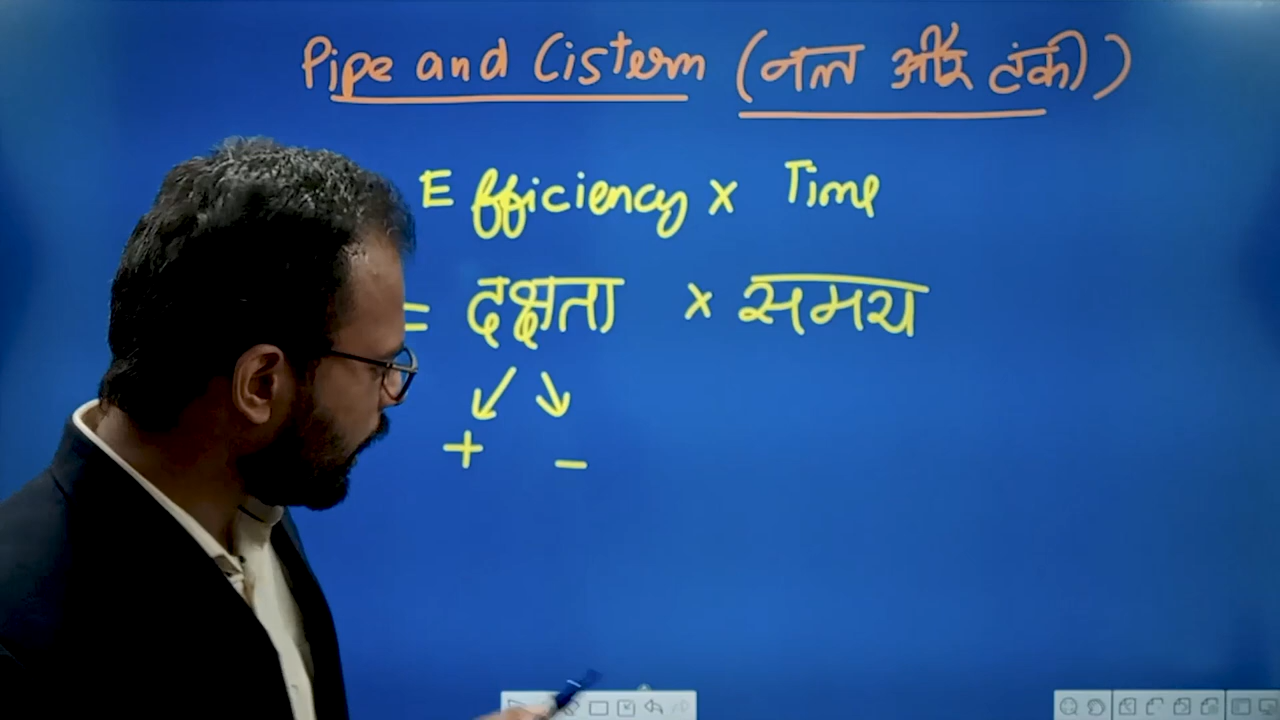 Pipe and Cistern (नल और टंकी)
Efficiency x Time
= दक्षता x समय
+ -